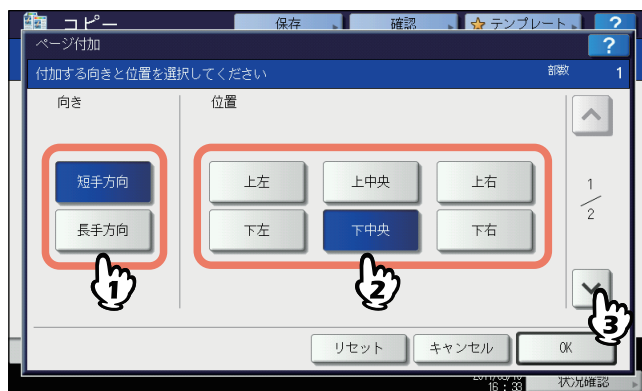 コピー 保存 確認 テンプレート ?
ページ付加 ?
付加する向きと位置を選択してください 部数 1
向き 位置
短手方向 上左 上中央 上右
1/2
長手方向 下左 下中央 下右
1 2 3
リセット キャンセル OK
16:33 状況確認